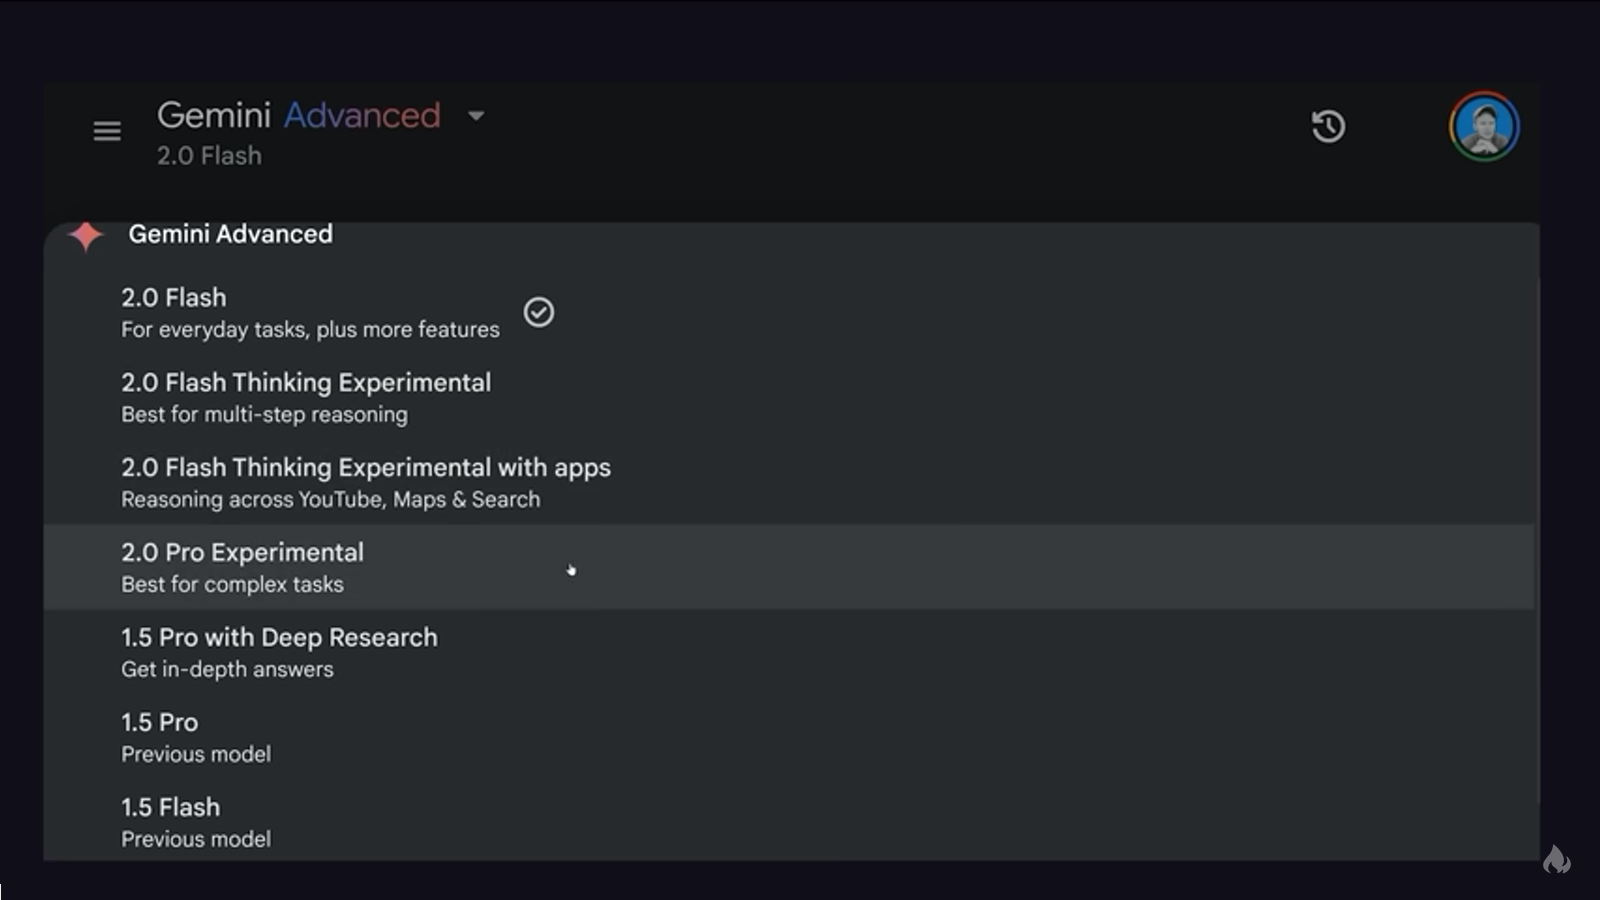 Gemini Advanced
2.0 Flash
Gemini Advanced
2.0 Flash
For everyday tasks, plus more features
2.0 Flash Thinking Experimental
Best for multi-step reasoning
2.0 Flash Thinking Experimental with apps
Reasoning across YouTube, Maps & Search
2.0 Pro Experimental
Best for complex tasks
1.5 Pro with Deep Research
Get in-depth answers
1.5 Pro
Previous model
1.5 Flash
Previous model